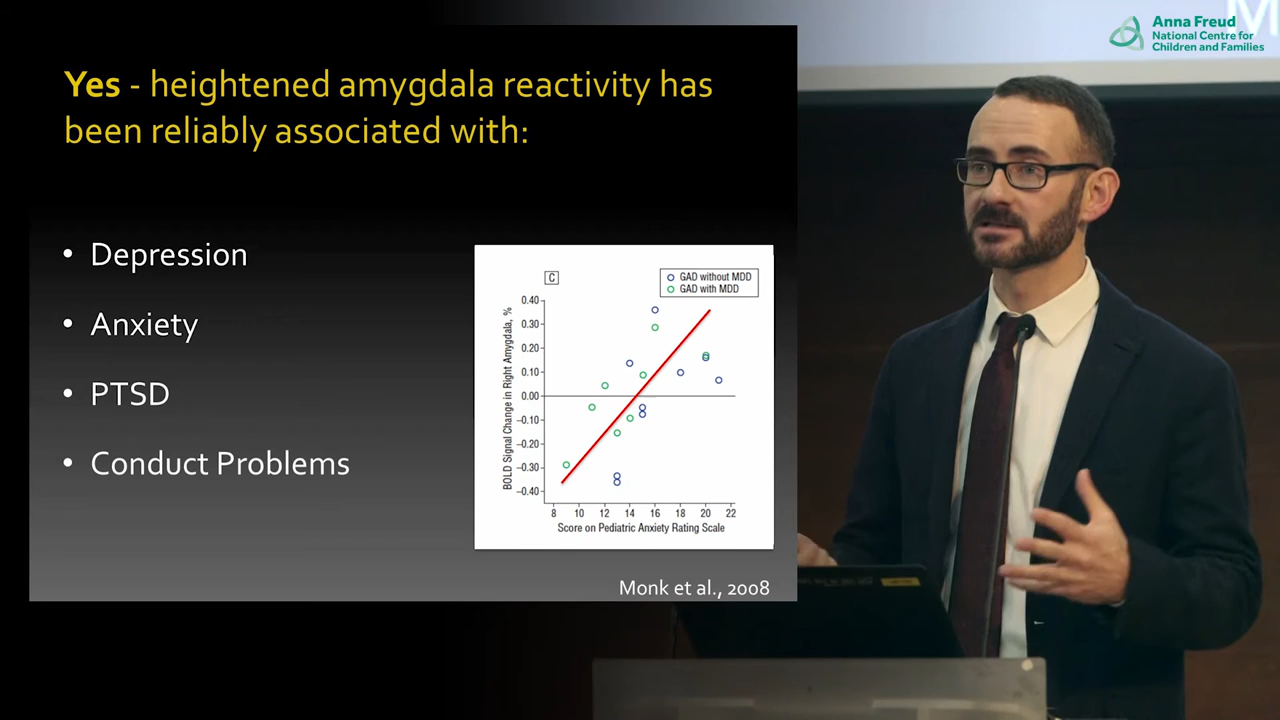 Yes - heightened amygdala reactivity has
been reliably associated with:
• Depression
• Anxiety
• PTSD
• Conduct Problems
C
GAD without MDD
GAD with MDD
BOLD Signal Change in Right Amygdala, %
0.40
0.30
0.20
0.10
0.00
–0.10
–0.20
–0.30
–0.40
8 10 12 14 16 18 20 22
Score on Pediatric Anxiety Rating Scale
Monk et al., 2008
M
Anna Freud
National Centre for
Children and Families